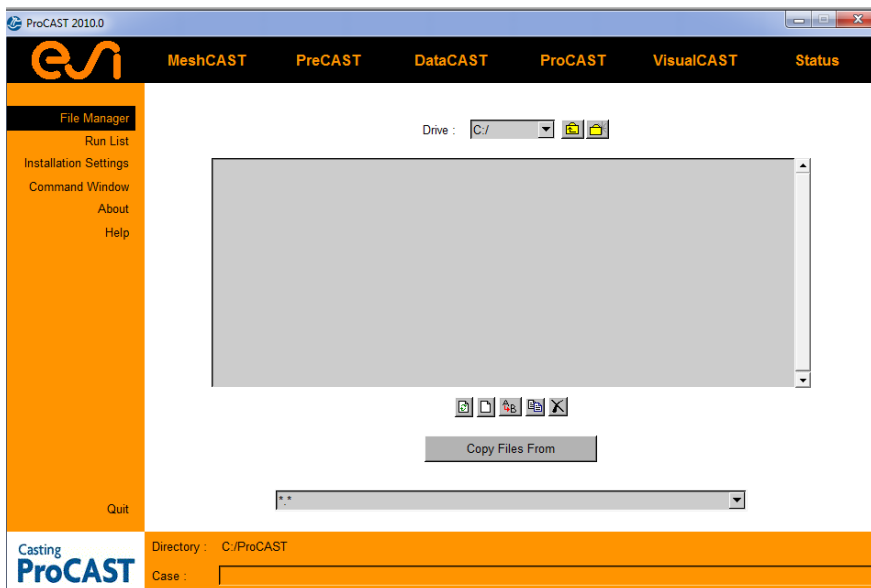 ProCAST 2010.0
esi
MeshCAST PreCAST DataCAST ProCAST VisualCAST Status
File Manager
Run List
Installation Settings
Command Window
About
Help
Drive : C:/
Copy Files From
*.*
Quit
Casting
ProCAST
Directory : C:/ProCAST
Case :